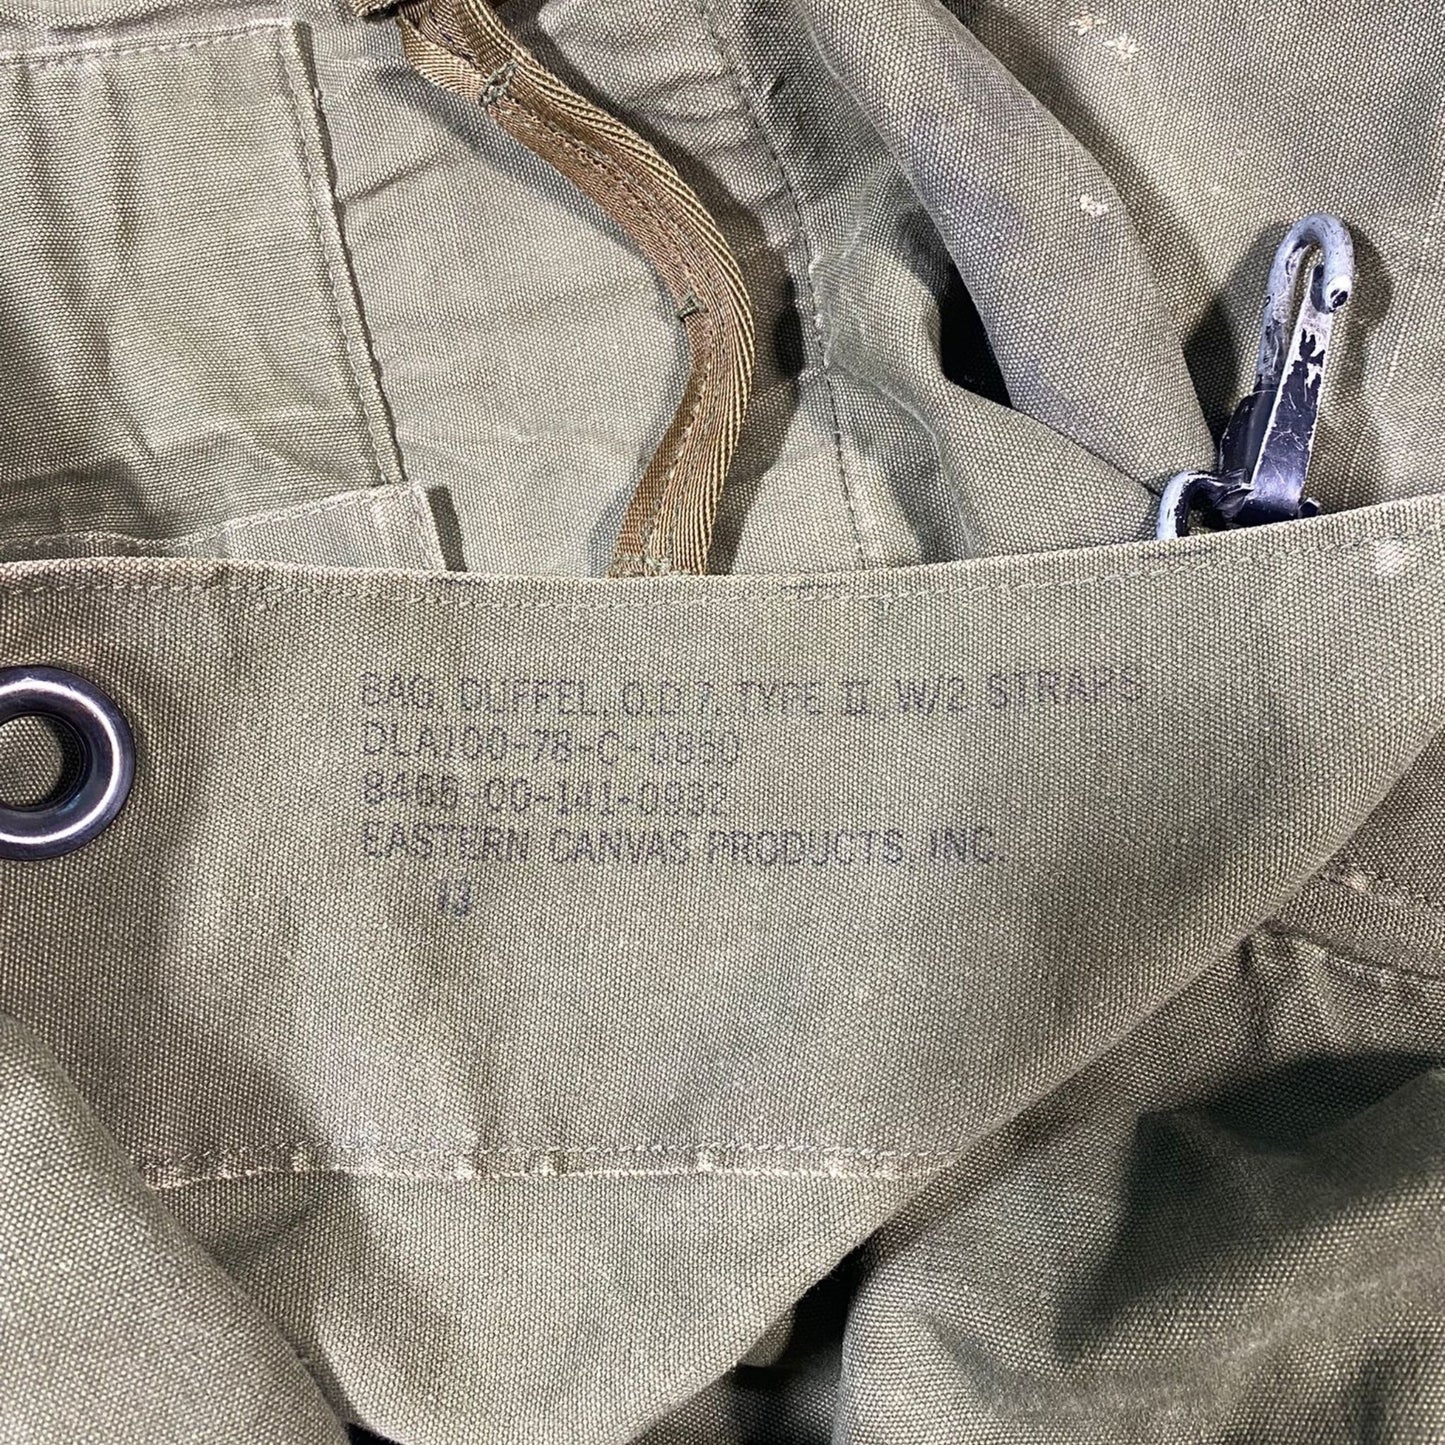 BAG, DUFFEL, O.D 7, TYPE II, W/2 STRAPS
DLA100-78-C-0850
8465-00-141-0932
EASTERN CANVAS PRODUCTS, INC.